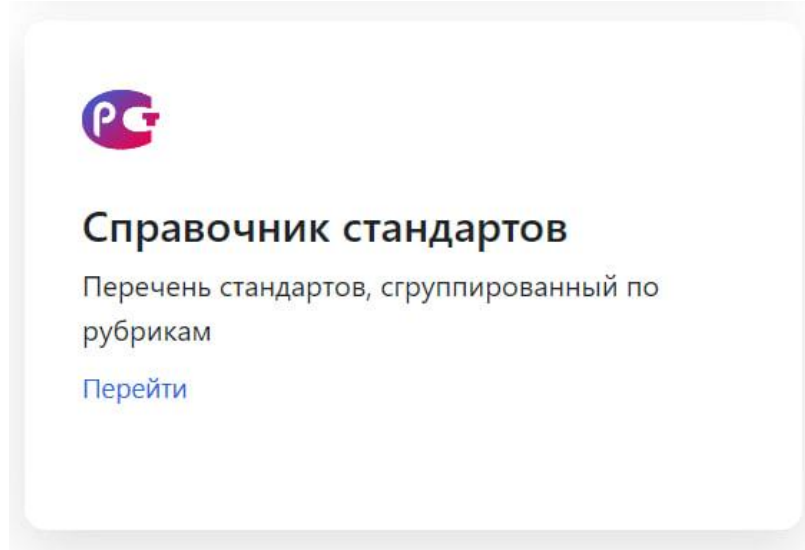 РСТ
Справочник стандартов
Перечень стандартов, сгруппированный по
рубрикам
Перейти